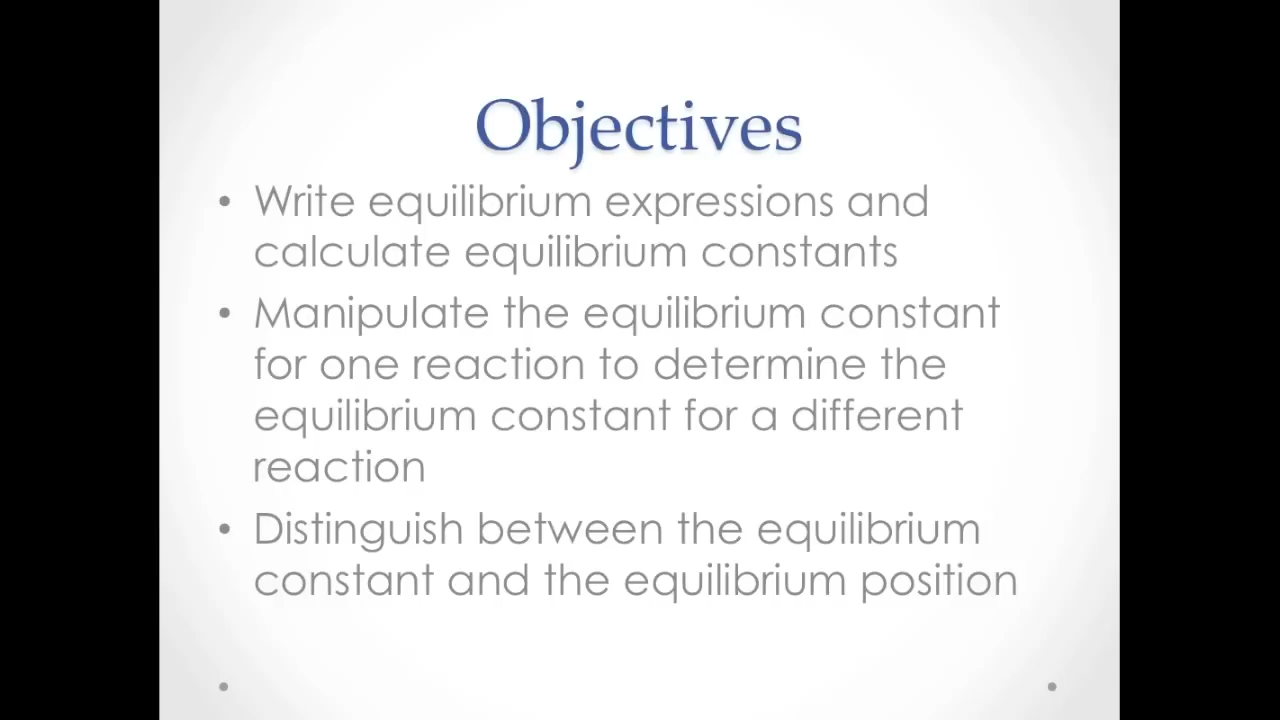 Objectives
• Write equilibrium expressions and
calculate equilibrium constants
• Manipulate the equilibrium constant
for one reaction to determine the
equilibrium constant for a different
reaction
• Distinguish between the equilibrium
constant and the equilibrium position